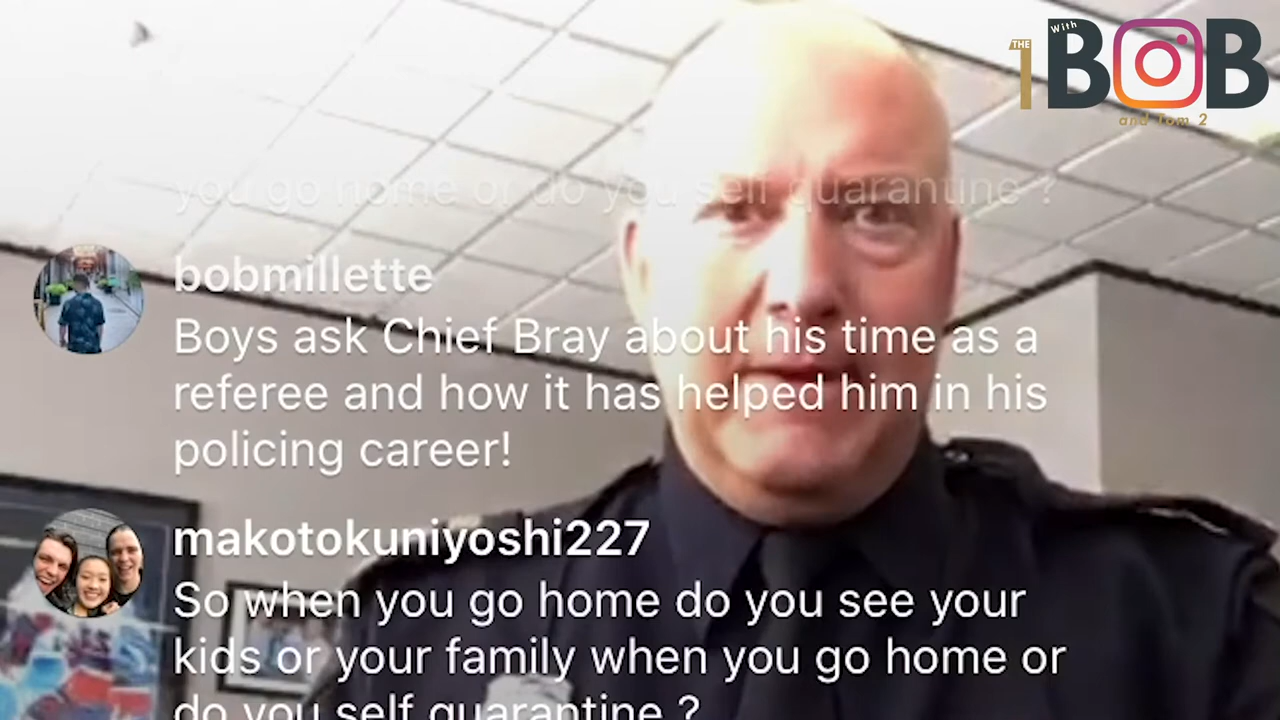 THE 1 With BOB
and Tom 2
you go home or do you self quarantine ?
bobmillette
Boys ask Chief Bray about his time as a
referee and how it has helped him in his
policing career!
makotokuniyoshi227
So when you go home do you see your
kids or your family when you go home or
do you self quarantine ?